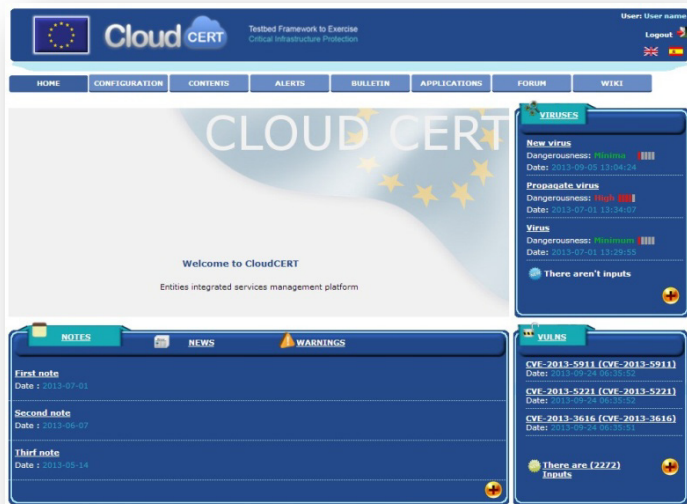 User: User name
Cloud CERT
Testbed Framework to Exercise
Critical Infrastructure Protection
Logout
HOME CONFIGURATION CONTENTS ALERTS BULLETIN APPLICATIONS FORUM WIKI
CLOUD CERT
Welcome to CloudCERT
Entities integrated services management platform
VIRUSES
New virus
Dangerousness: Minima
Date: 2013-09-05 13:04:24
Propagate virus
Dangerousness: High
Date: 2013-07-01 13:34:07
Virus
Dangerousness: Minimum
Date: 2013-07-01 13:29:55
There aren't inputs
NOTES NEWS WARNINGS
First note
Date : 2013-07-01
Second note
Date : 2013-06-07
Thirf note
Date : 2013-05-14
VULNS
CVE-2013-5911 (CVE-2013-5911)
Date: 2013-09-24 06:35:52
CVE-2013-5221 (CVE-2013-5221)
Date: 2013-09-24 06:35:52
CVE-2013-3616 (CVE-2013-3616)
Date: 2013-09-24 06:35:51
There are (2272)
Inputs